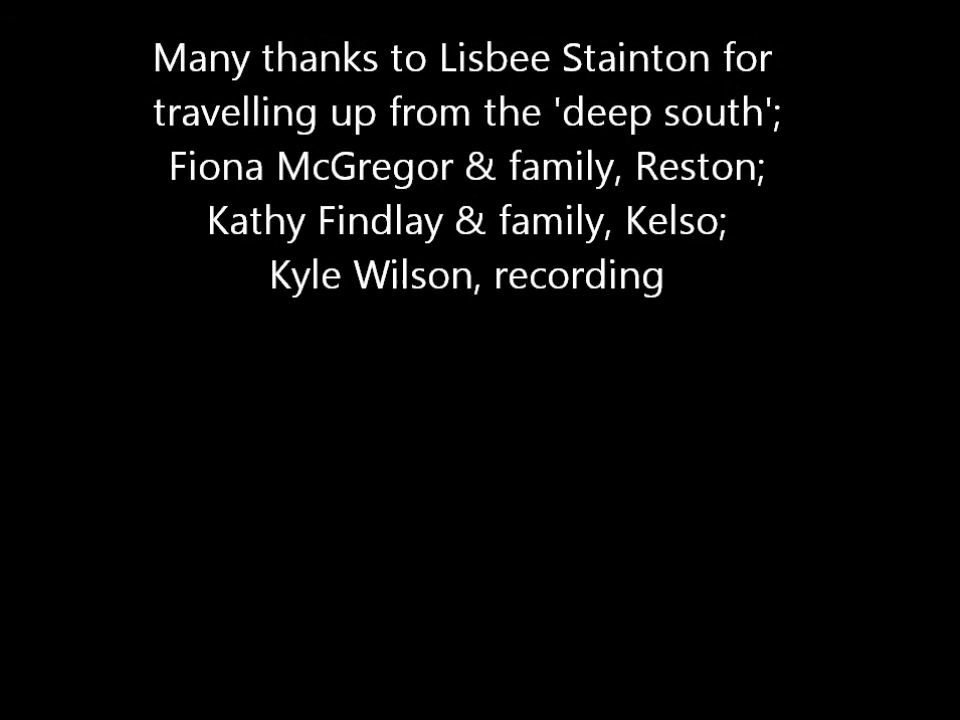 Many thanks to Lisbee Stainton for
travelling up from the 'deep south';
Fiona McGregor & family, Reston;
Kathy Findlay & family, Kelso;
Kyle Wilson, recording